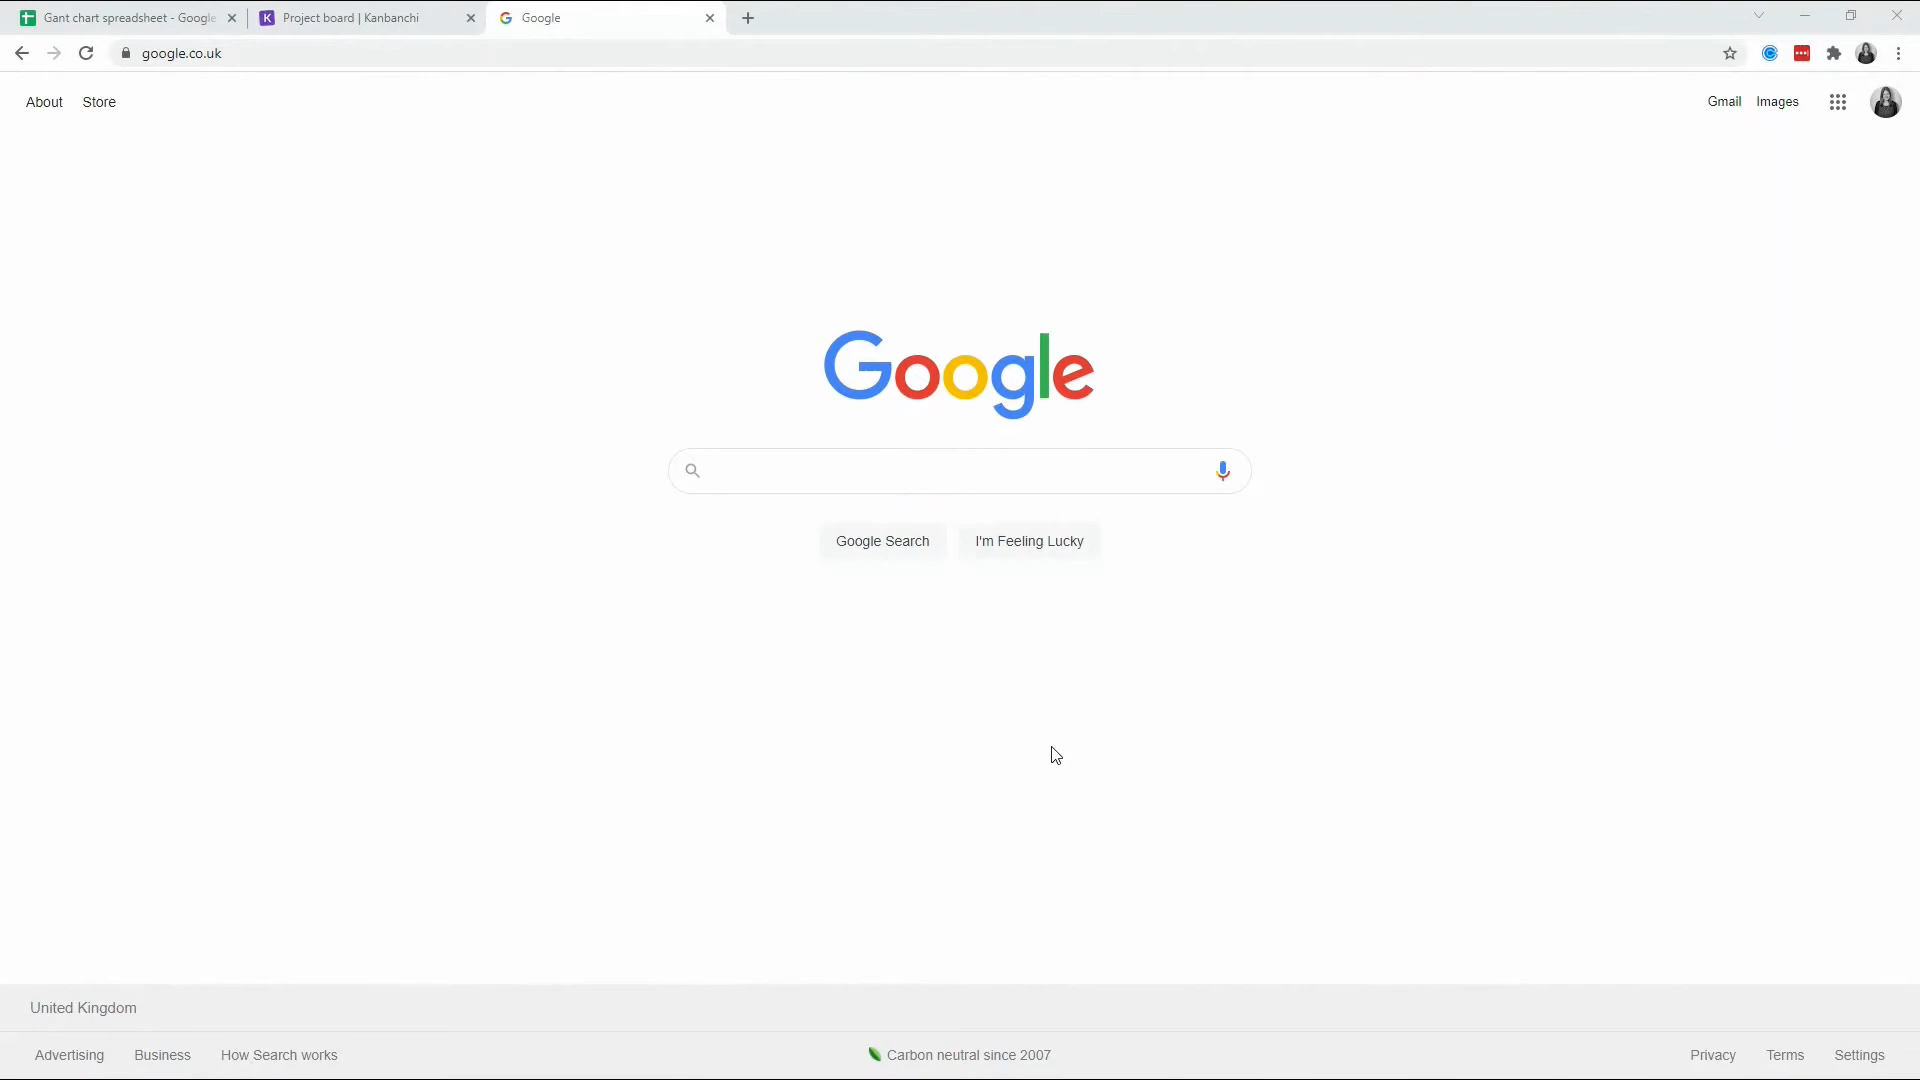 Gant chart spreadsheet - Google
Project board | Kanbanchi
Google
google.co.uk
About Store
Gmail Images
Google
Google Search I'm Feeling Lucky
United Kingdom
Advertising Business How Search works
Carbon neutral since 2007
Privacy Terms Settings